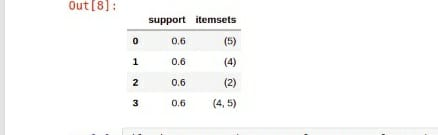 Out[8]:
support itemsets
0 0.6 (5)
1 0.6 (4)
2 0.6 (2)
3 0.6 (4, 5)